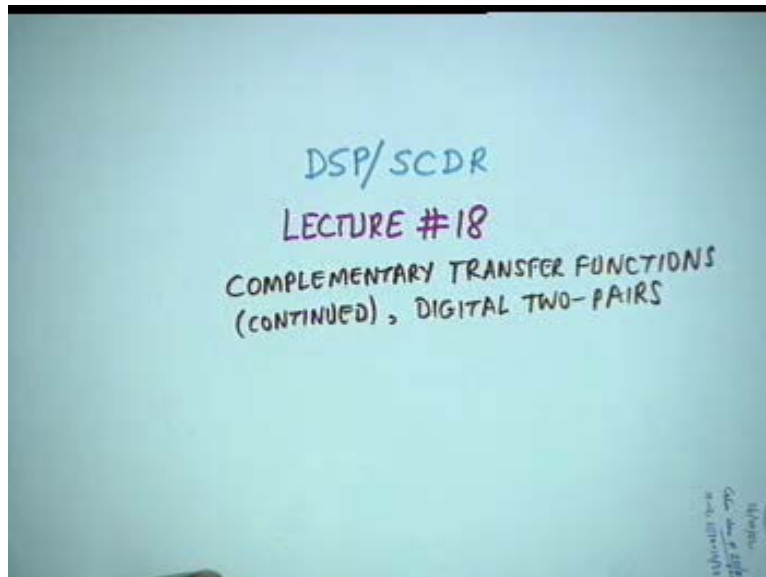 DSP/SCDR
LECTURE #18
COMPLEMENTARY TRANSFER FUNCTIONS
(CONTINUED), DIGITAL TWO-PAIRS